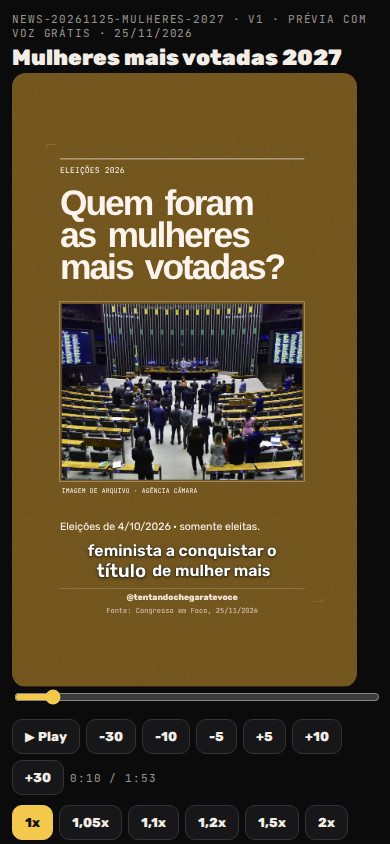 NEWS-20261125-MULHERES-2027 · V1 · PRÉVIA COM
VOZ GRÁTIS · 25/11/2026
Mulheres mais votadas 2027
ELEIÇÕES 2026
Quem foram
as mulheres
mais votadas?
IMAGEM DE ARQUIVO · AGÊNCIA CÂMARA
Eleições de 4/10/2026 • somente eleitas.
feminista a conquistar o
título de mulher mais
@tentandochegaratevoce
Fonte: Congresso em Foco, 25/11/2026
▶ Play -30 -10 -5 +5 +10
+30 0:10 / 1:53
1x 1,05x 1,1x 1,2x 1,5x 2x